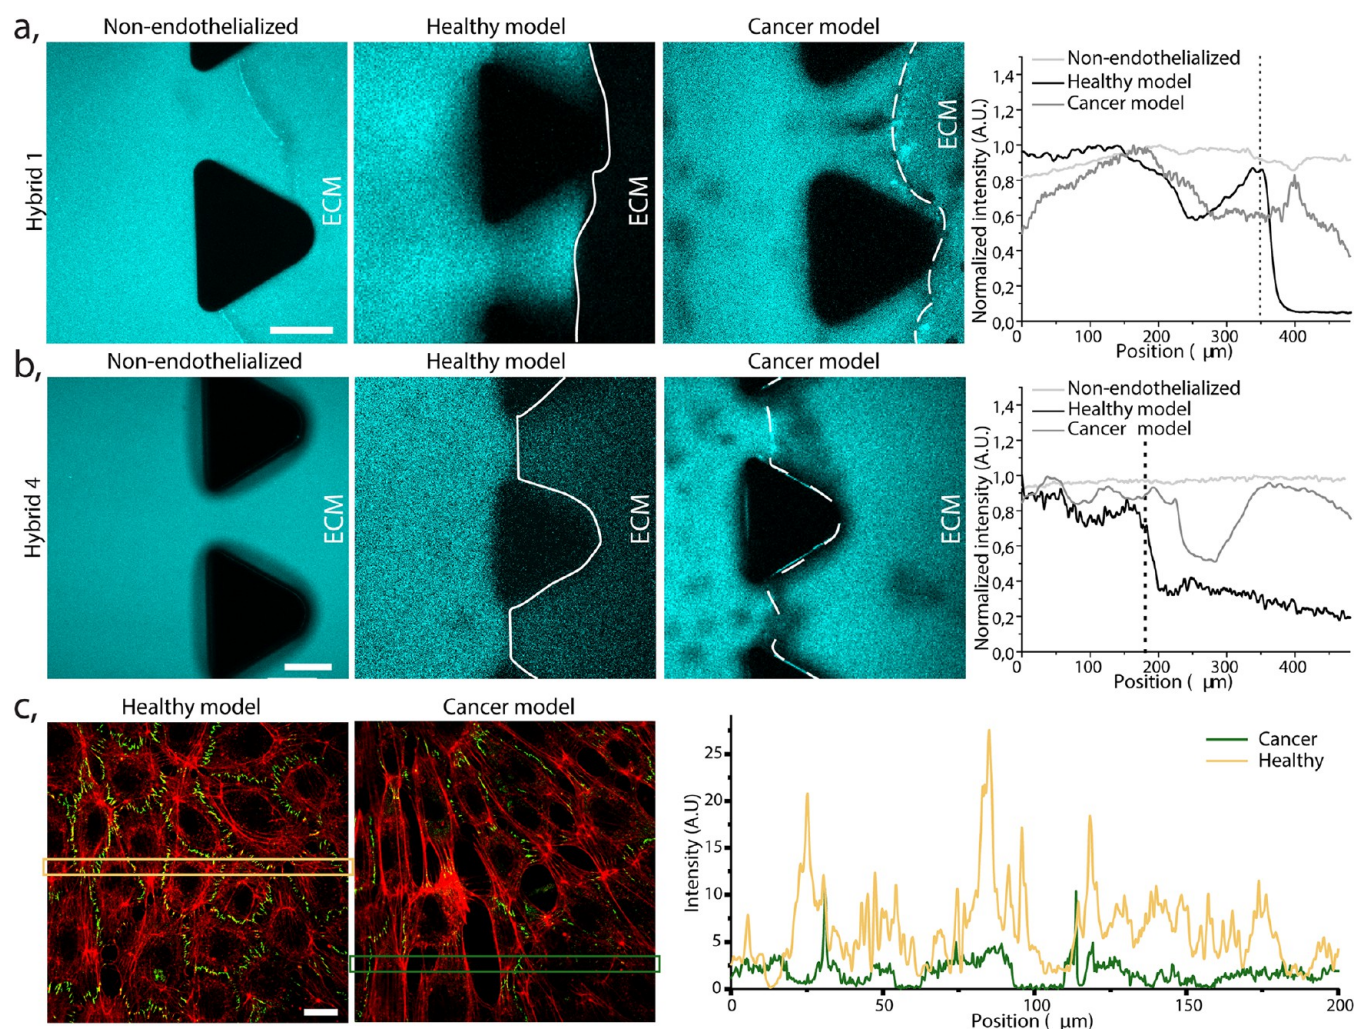 a,
Non-endothelialized
Healthy model
Cancer model
Hybrid 1
ECM
ECM
ECM
Non-endothelialized
Healthy model
Cancer model
Normalized intensity (A.U.)
1,4
1,2
1,0
0,8
0,6
0,4
0,2
0,0
0
100
200
300
400
Position ( µm)
b,
Non-endothelialized
Healthy model
Cancer model
Hybrid 4
ECM
ECM
ECM
Non-endothelialized
Healthy model
Cancer model
Normalized intensity (A.U.)
1,4
1,2
1,0
0,8
0,6
0,4
0,2
0,0
0
100
200
300
400
Position ( µm)
c,
Healthy model
Cancer model
Cancer
Healthy
Intensity (A.U)
25
20
15
10
5
0
0
50
100
150
200
Position ( µm)